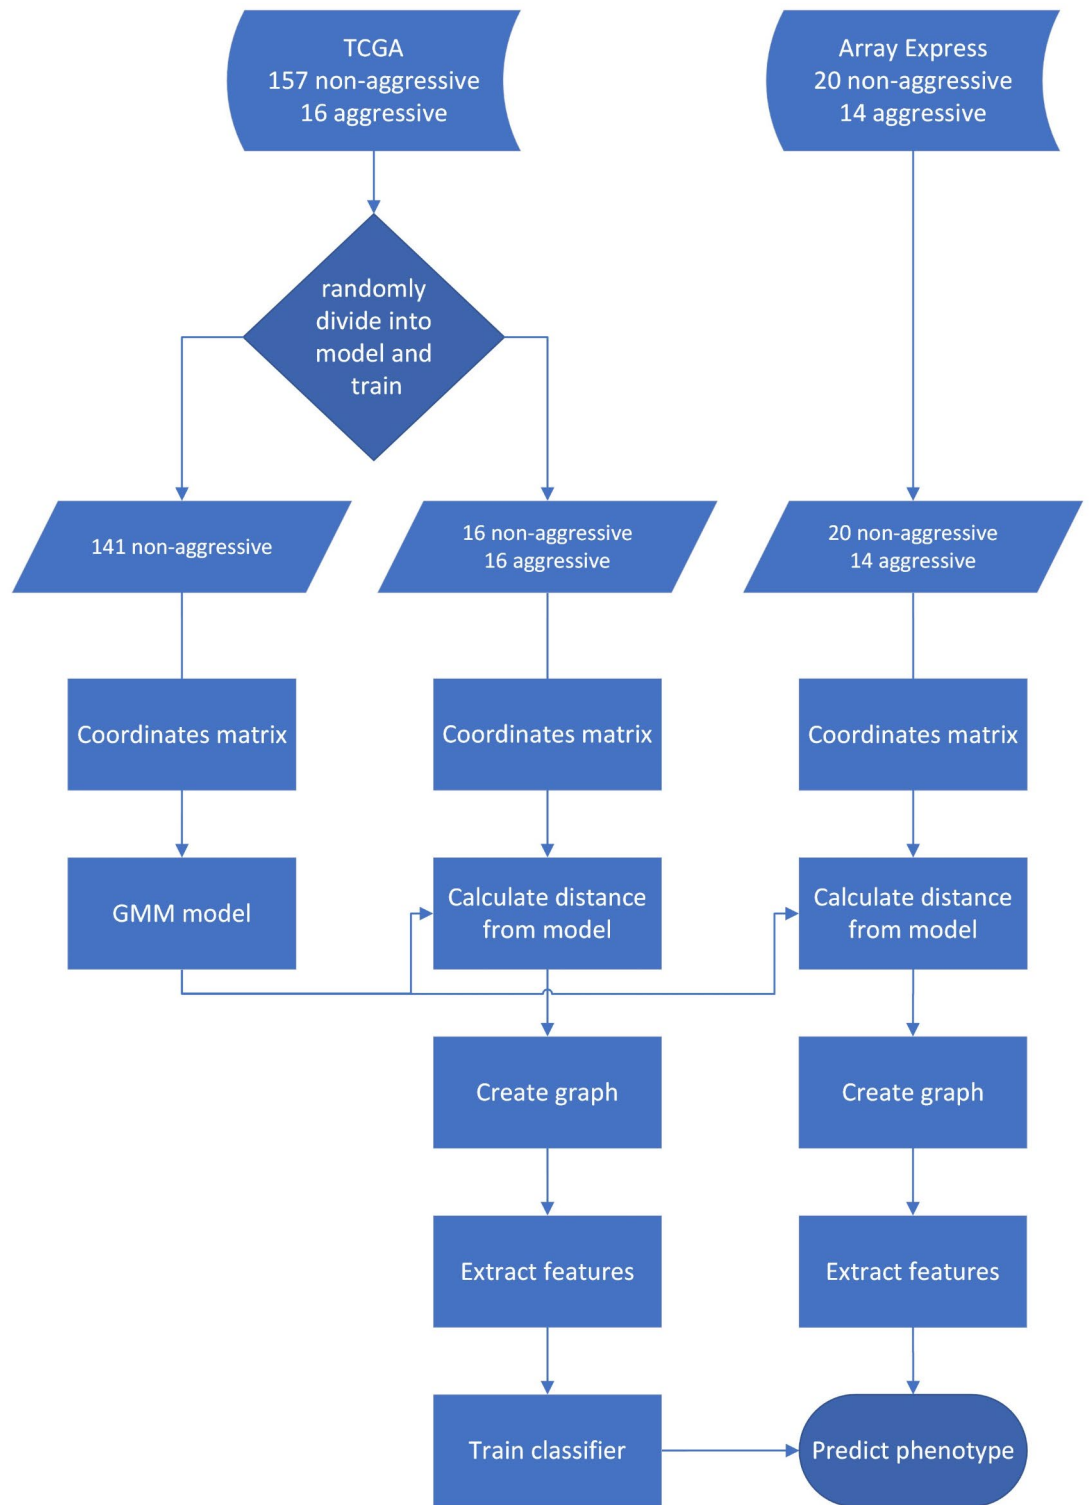 TCGA
157 non-aggressive
16 aggressive
Array Express
20 non-aggressive
14 aggressive
randomly
divide into
model and
train
141 non-aggressive
16 non-aggressive
16 aggressive
20 non-aggressive
14 aggressive
Coordinates matrix
Coordinates matrix
Coordinates matrix
GMM model
Calculate distance
from model
Calculate distance
from model
Create graph
Create graph
Extract features
Extract features
Train classifier
Predict phenotype